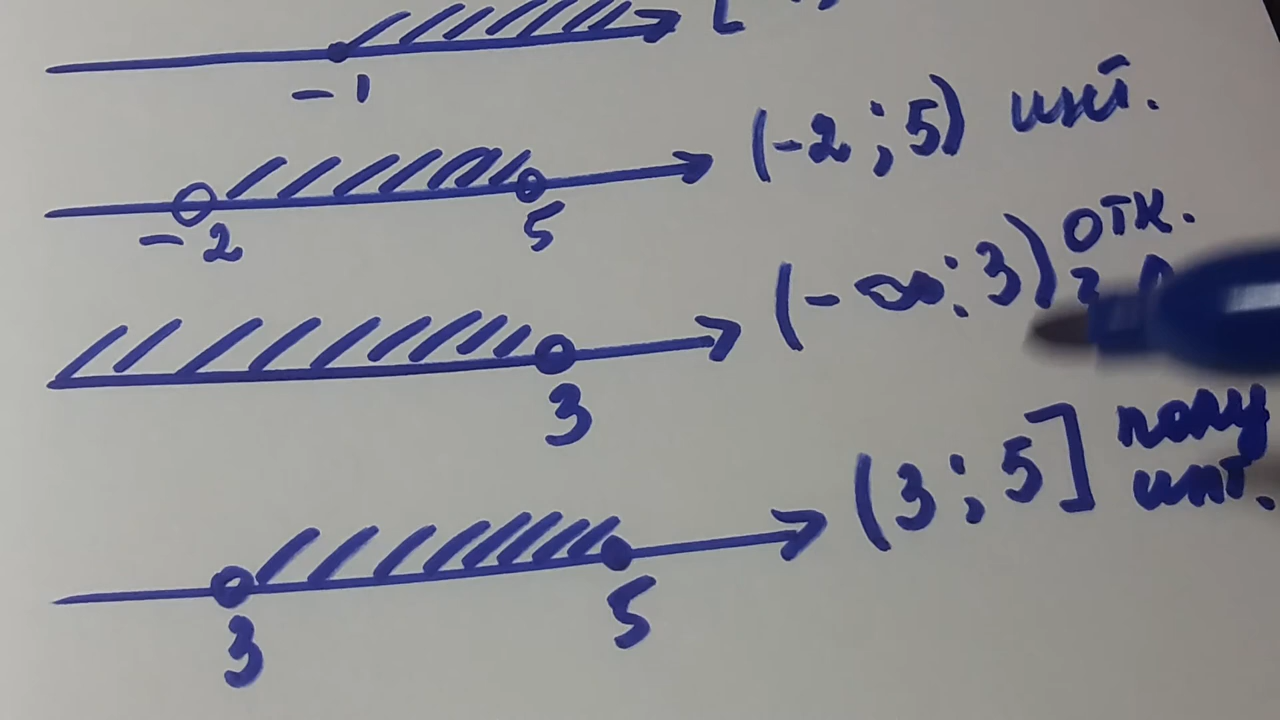 -1
(-2; 5) инт.
-2 5
(-∞; 3) отк.
3
(3; 5] полу
инт.
3 5